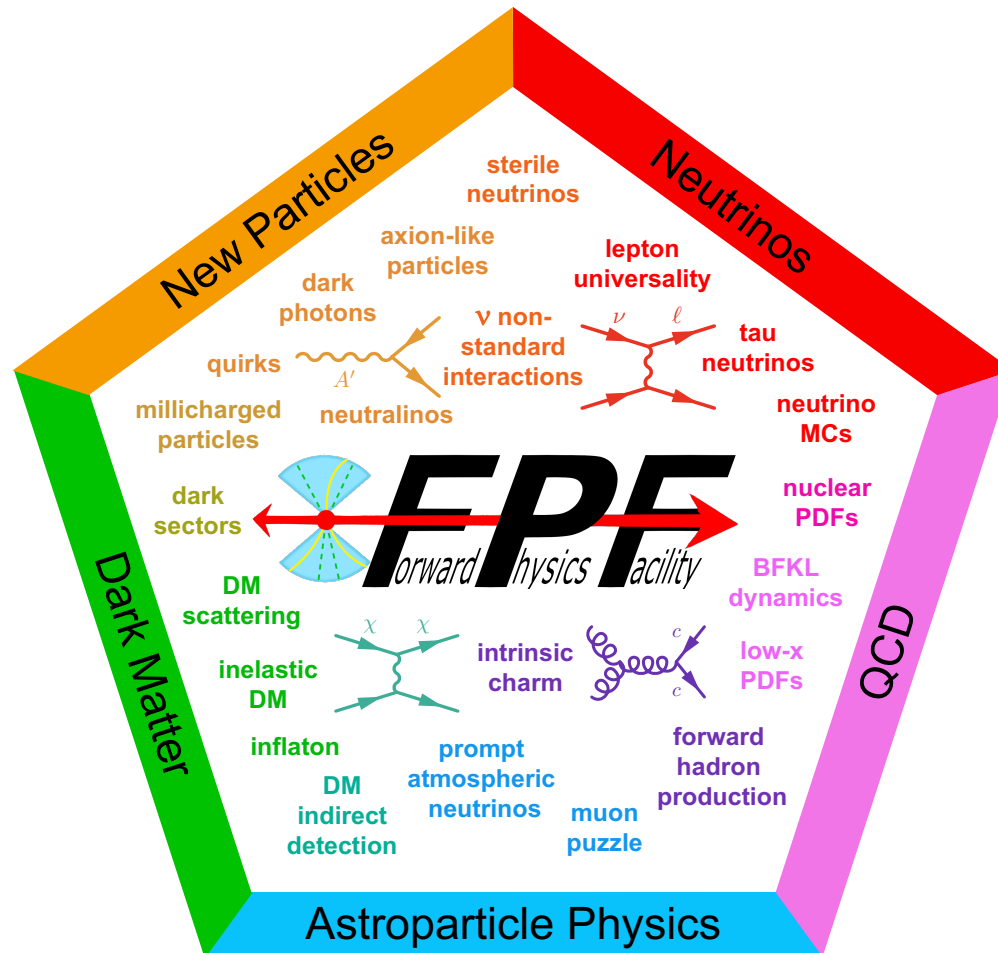 New Particles
Neutrinos
sterile
neutrinos
axion-like
particles
lepton
universality
dark
photons
ν non-
standard
interactions
ν
ℓ
tau
neutrinos
quirks
A′
neutralinos
millicharged
particles
neutrino
MCs
dark
sectors
Forward Physics Facility
nuclear
PDFs
Dark Matter
DM
scattering
BFKL
dynamics
QCD
χ χ
inelastic
DM
intrinsic
charm
c
c
low-x
PDFs
inflaton
prompt
atmospheric
neutrinos
forward
hadron
production
DM
indirect
detection
muon
puzzle
Astroparticle Physics